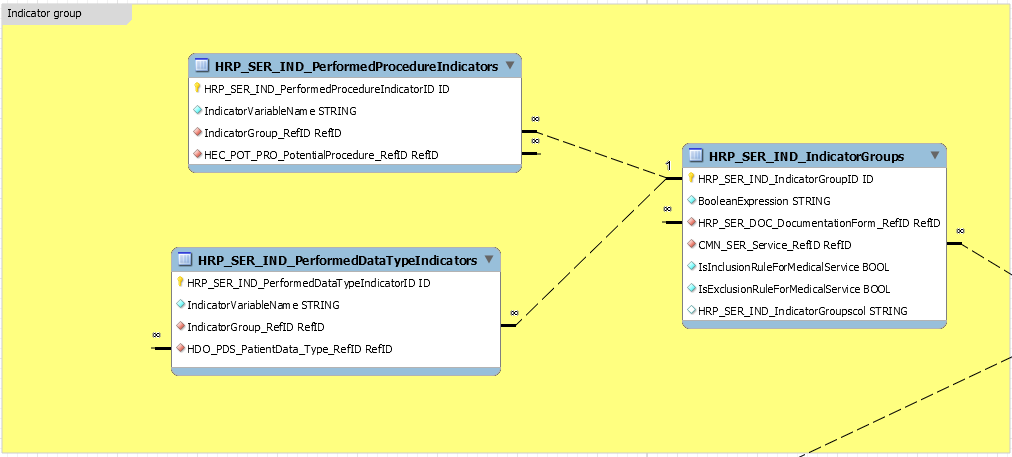 Indicator group
HRP_SER_IND_PerformedProcedureIndicators
HRP_SER_IND_PerformedProcedureIndicatorID ID
IndicatorVariableName STRING
IndicatorGroup_RefID RefID
HEC_POT_PRO_PotentialProcedure_RefID RefID
∞
∞
1
HRP_SER_IND_IndicatorGroups
HRP_SER_IND_IndicatorGroupID ID
BooleanExpression STRING
∞
HRP_SER_DOC_DocumentationForm_RefID RefID
CMN_SER_Service_RefID RefID
∞
IsInclusionRuleForMedicalService BOOL
IsExclusionRuleForMedicalService BOOL
HRP_SER_IND_IndicatorGroupscol STRING
HRP_SER_IND_PerformedDataTypeIndicators
HRP_SER_IND_PerformedDataTypeIndicatorID ID
IndicatorVariableName STRING
IndicatorGroup_RefID RefID
∞
∞
HDO_PDS_PatientData_Type_RefID RefID